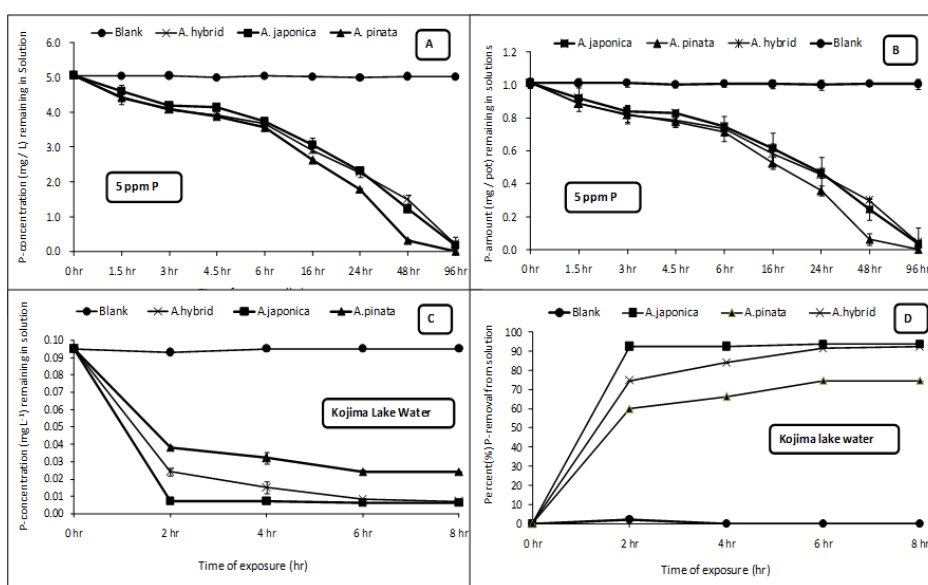 Blank A. hybrid A. japonica A. pinata
A
P-concentration (mg / L) remaining in Solution
6.0
5.0
4.0
3.0
2.0
1.0
0.0
5 ppm P
0 hr 1.5 hr 3 hr 4.5 hr 6 hr 16 hr 24 hr 48 hr 96 hr
A. japonica A. pinata A. hybrid Blank
B
P-amount (mg / pot) remaining in solutions
1.2
1.0
0.8
0.6
0.4
0.2
0.0
5 ppm P
0 hr 1.5 hr 3 hr 4.5 hr 6 hr 16 hr 24 hr 48 hr 96 hr
Blank A.hybrid A.japonica A.pinata
C
P-concentration (mg L-1) remaining in solution
0.10
0.09
0.08
0.07
0.06
0.05
0.04
0.03
0.02
0.01
0.00
Kojima Lake Water
0 hr 2 hr 4 hr 6 hr 8 hr
Time of exposure (hr)
Blank A.japonica A.pinata A.hybrid
D
Percent(%) P-removal from solution
100
90
80
70
60
50
40
30
20
10
0
Kojima lake water
0 hr 2 hr 4 hr 6 hr 8 hr
Time of exposure (hr)